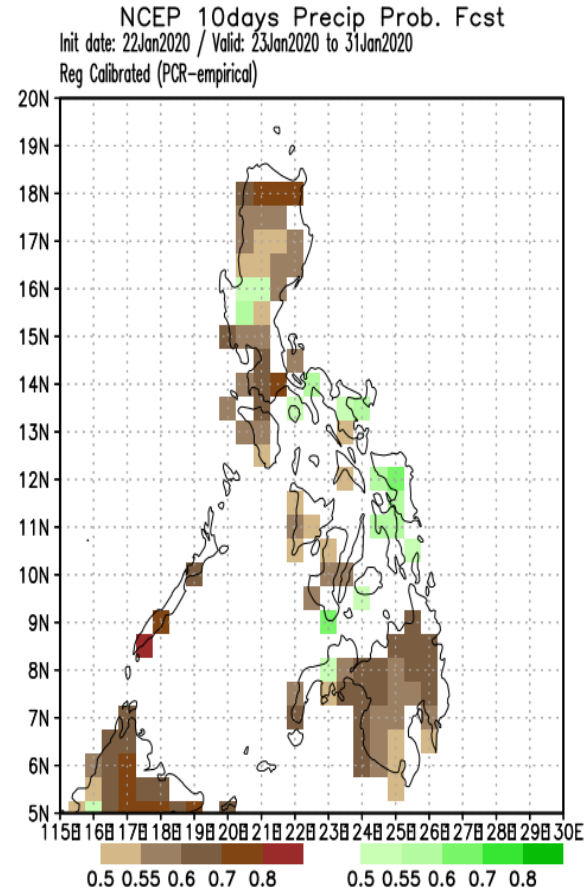 NCEP 10days Precip Prob. Fcst
Init date: 22Jan2020 / Valid: 23Jan2020 to 31Jan2020
Reg Calibrated (PCR-empirical)
20N
19N
18N
17N
16N
15N
14N
13N
12N
11N
10N
9N
8N
7N
6N
5N
115E 116E 117E 118E 119E 120E 121E 122E 123E 124E 125E 126E 127E 128E 129E 130E
0.5 0.55 0.6 0.7 0.8 0.5 0.55 0.6 0.7 0.8